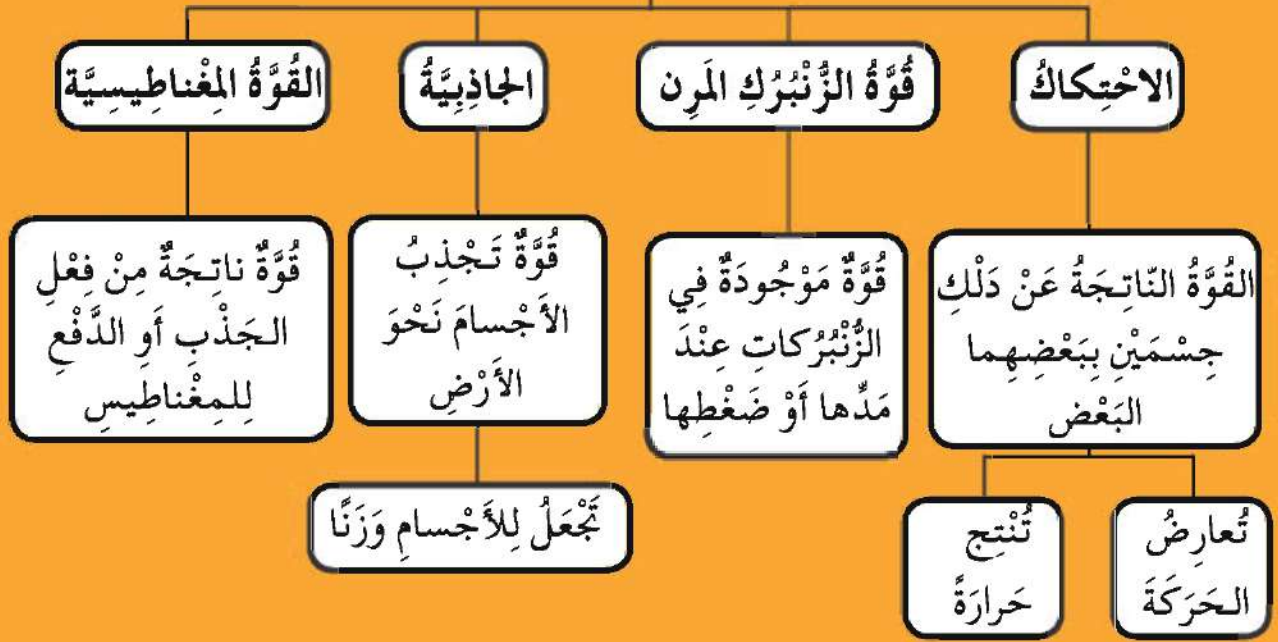 الاحْتِكاكُ
قُوَّةُ الزُّنْبُرُكِ المَرِن
الجاذِبِيَّةُ
القُوَّةُ المِغْناطِيسِيَّة
القُوَّةُ النّاتِجَةُ عَنْ دَلْكِ
جِسْمَيْنِ بِبَعْضِهِما
البَعْض
قُوَّةٌ مَوْجُودَةٌ فِي
الزُّنْبُرُكاتِ عِنْدَ
مَدِّها أَوْ ضَغْطِها
قُوَّةٌ تَجْذِبُ
الأَجْسامَ نَحْوَ
الأَرْضِ
قُوَّةٌ ناتِجَةٌ مِنْ فِعْلِ
الجَذْبِ أَوِ الدَّفْعِ
لِلمِغْناطِيسِ
تُعارِضُ
الحَرَكَةَ
تُنْتِج
حَرارَةً
تَجْعَلُ لِلأَجْسامِ وَزَنًا